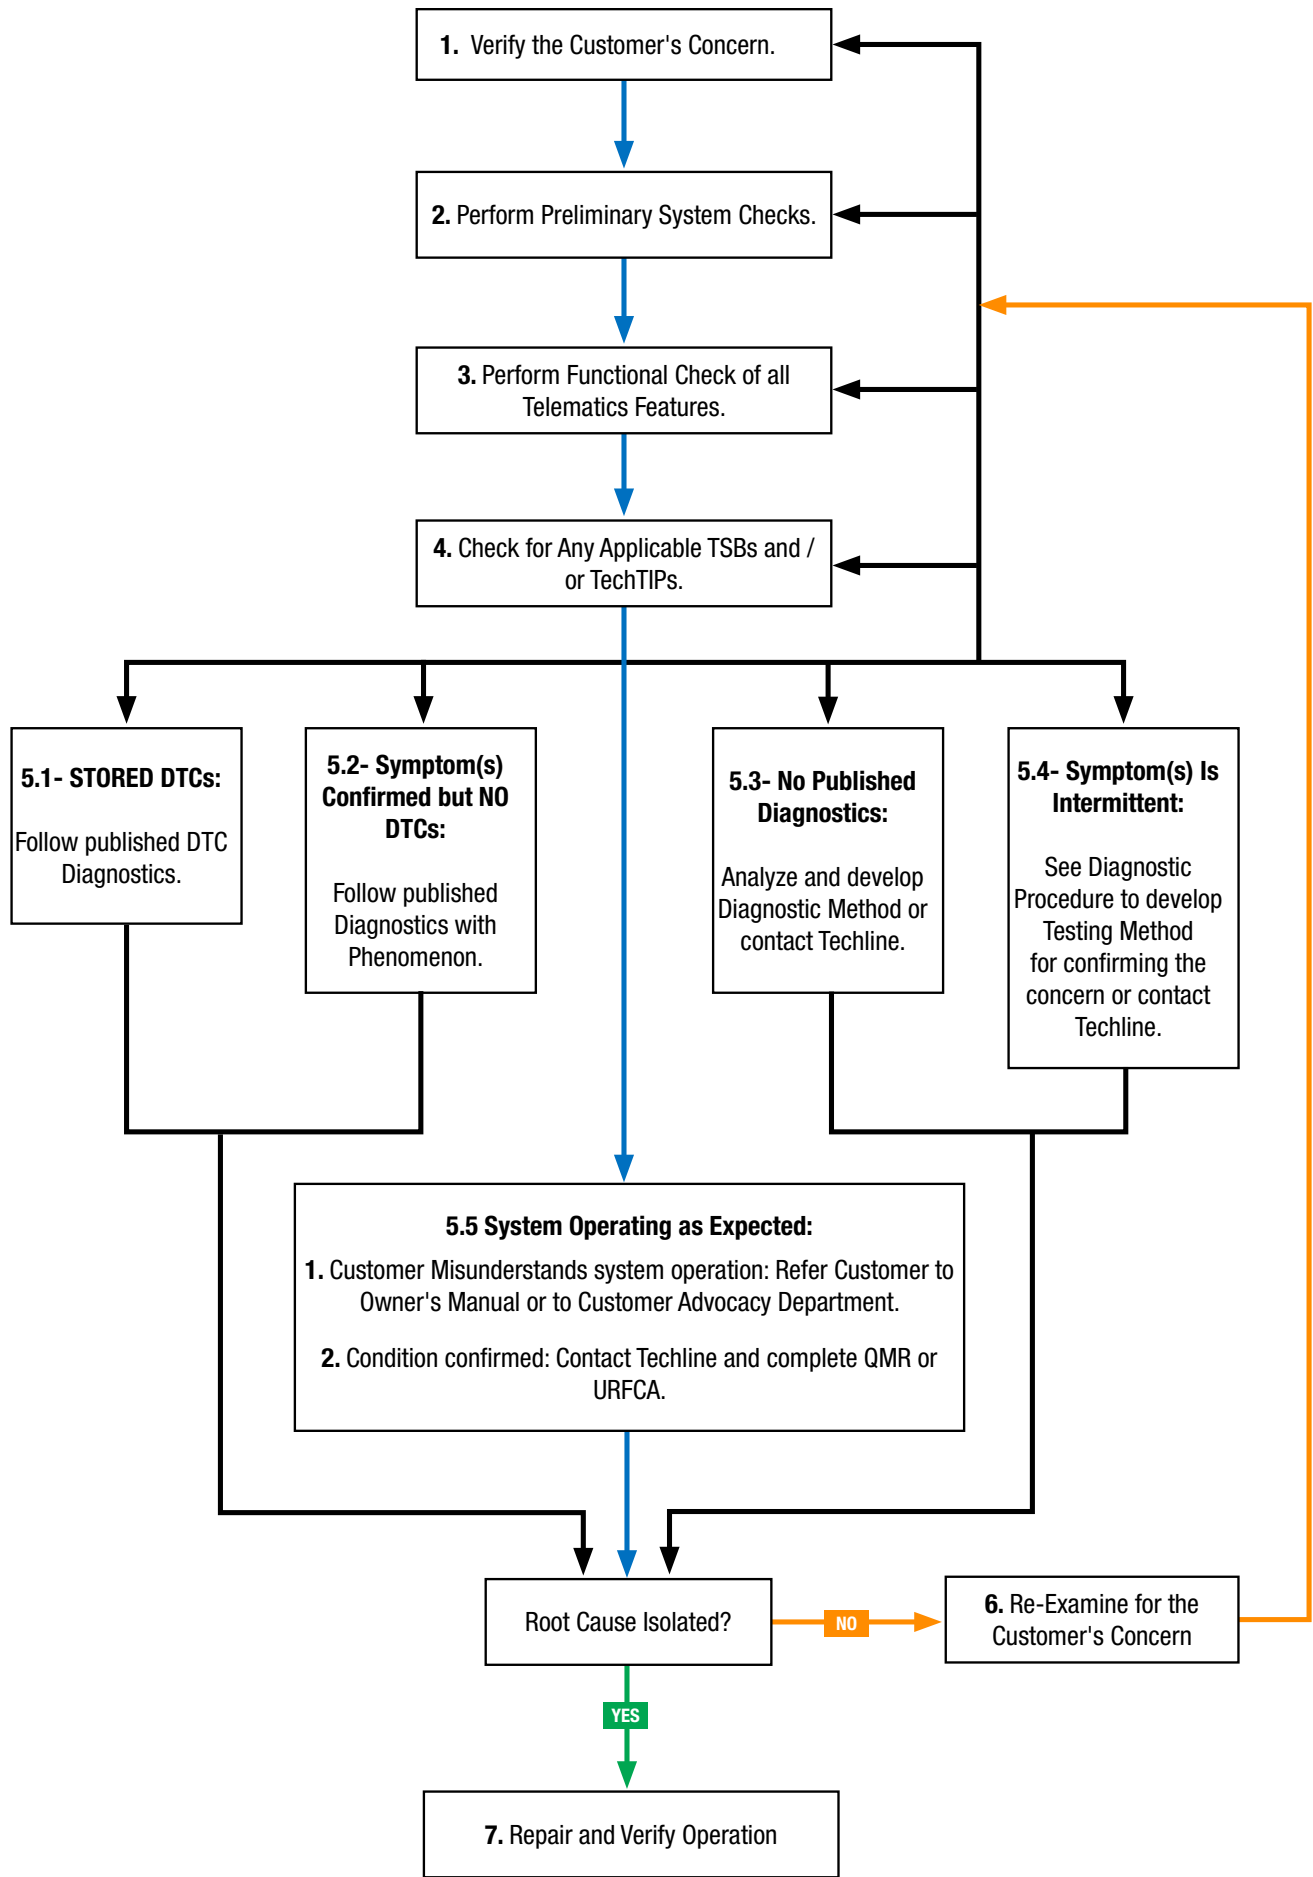 1. Verify the Customer's Concern.
2. Perform Preliminary System Checks.
3. Perform Functional Check of all
Telematics Features.
4. Check for Any Applicable TSBs and /
or TechTIPs.
5.1- STORED DTCs:
Follow published DTC
Diagnostics.
5.2- Symptom(s)
Confirmed but NO
DTCs:
Follow published
Diagnostics with
Phenomenon.
5.3- No Published
Diagnostics:
Analyze and develop
Diagnostic Method or
contact Techline.
5.4- Symptom(s) Is
Intermittent:
See Diagnostic
Procedure to develop
Testing Method
for confirming the
concern or contact
Techline.
5.5 System Operating as Expected:
1. Customer Misunderstands system operation: Refer Customer to
Owner's Manual or to Customer Advocacy Department.
2. Condition confirmed: Contact Techline and complete QMR or
URFCA.
Root Cause Isolated?
NO
6. Re-Examine for the
Customer's Concern
YES
7. Repair and Verify Operation